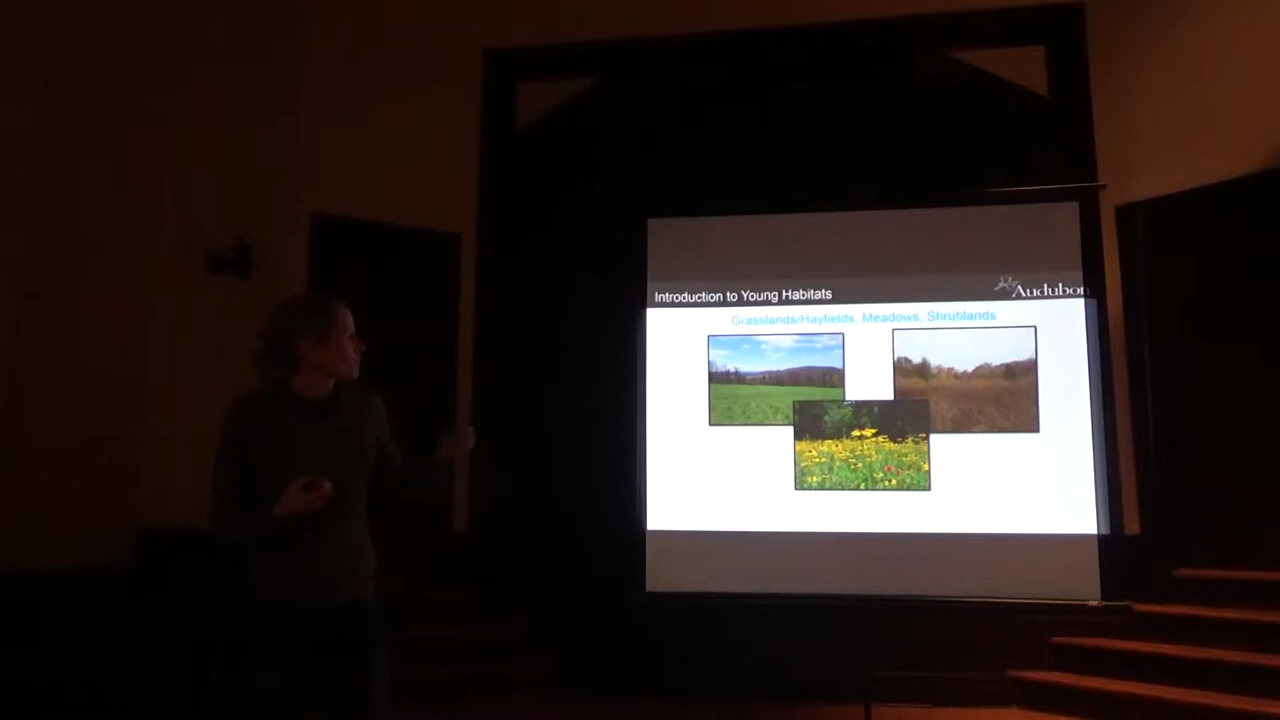 Introduction to Young Habitats
Audubon
Grasslands/Hayfields, Meadows, Shrublands